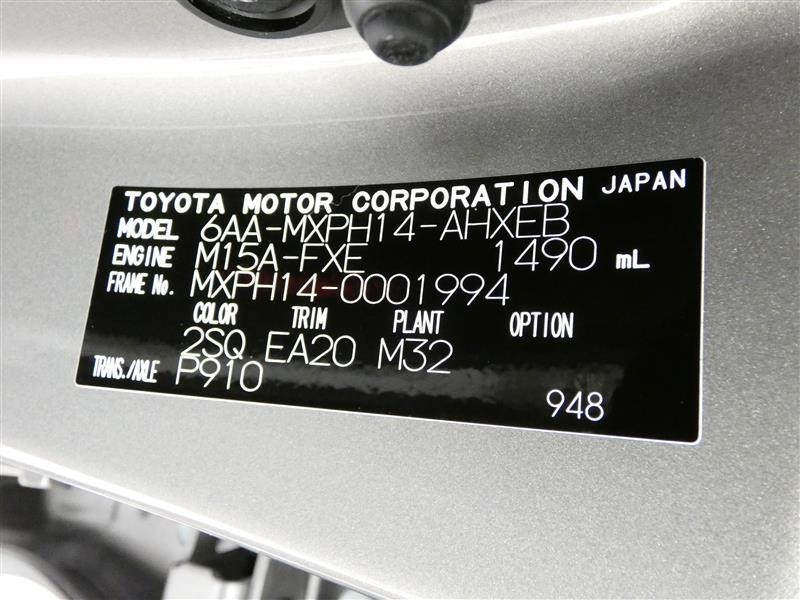 TOYOTA MOTOR CORPORATION JAPAN
MODEL 6AA-MXPH14-AHXEB
ENGINE M15A-FXE 1490 mL
FRAME No. MXPH14-0001994
COLOR TRIM PLANT OPTION
2SQ EA20 M32
TRANS./AXLE P910
948